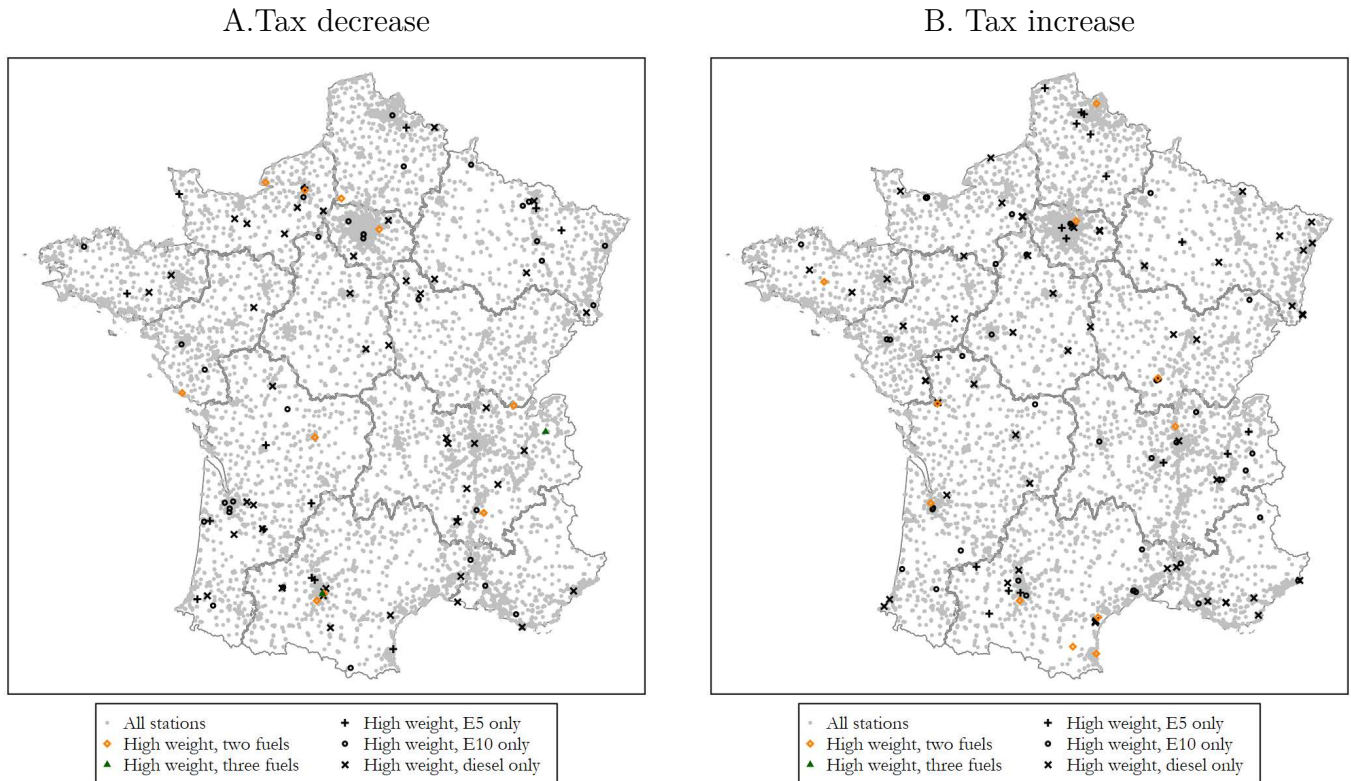 A.Tax decrease
B. Tax increase
All stations
High weight, two fuels
High weight, three fuels
High weight, E5 only
High weight, E10 only
High weight, diesel only
All stations
High weight, two fuels
High weight, three fuels
High weight, E5 only
High weight, E10 only
High weight, diesel only